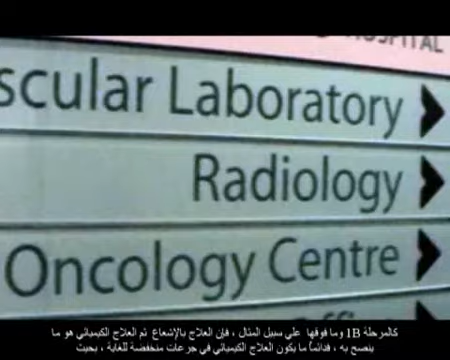 HOSPITAL
scular Laboratory
Radiology
Oncology Centre
كالمرحلة 1B وما فوقها على سبيل المثال ، فإن العلاج بالإشعاع ثم العلاج الكيميائي هو ما
ينصح به ، فدائماً ما يكون العلاج الكيميائي في جرعات منخفضة للغاية ، بحيث